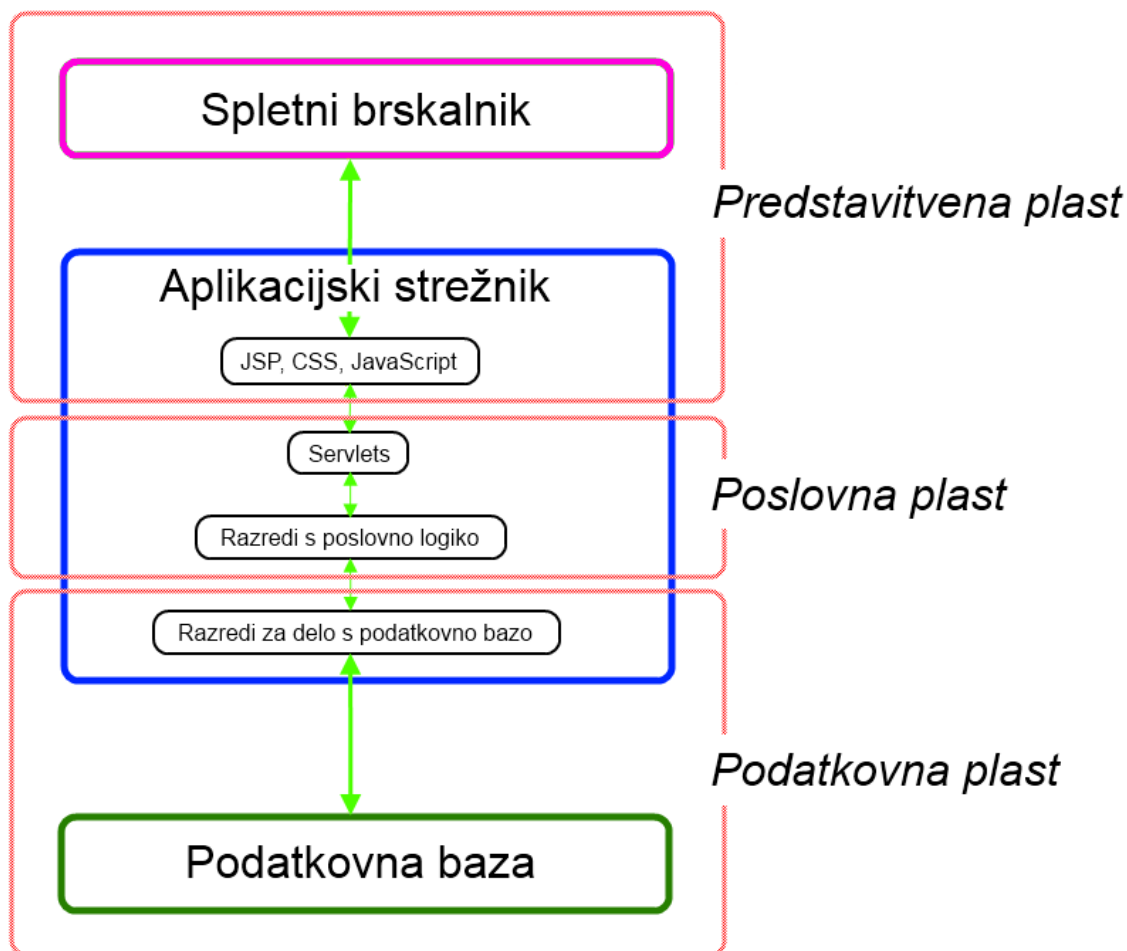 Spletni brskalnik
Predstavitvena plast
Aplikacijski strežnik
JSP, CSS, JavaScript
Servlets
Poslovna plast
Razredi s poslovno logiko
Razredi za delo s podatkovno bazo
Podatkovna plast
Podatkovna baza